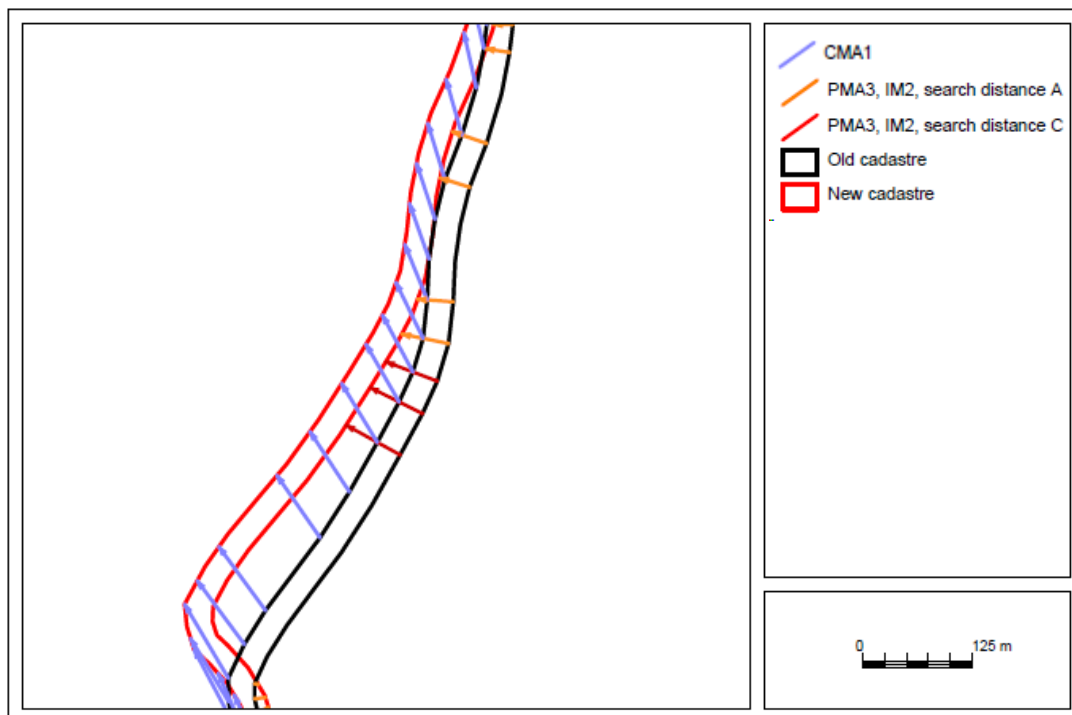 CMA1
PMA3, IM2, search distance A
PMA3, IM2, search distance C
Old cadastre
New cadastre
0 125 m